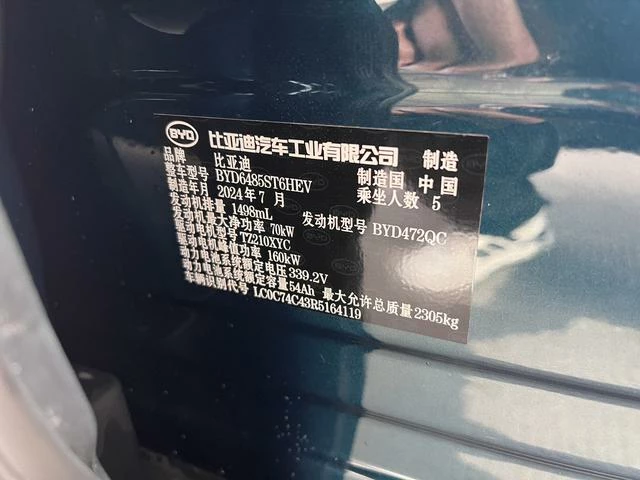 BYD 比亚迪汽车工业有限公司 制造
品牌 比亚迪 制造国 中国
整车型号 BYD6485ST6HEV 乘坐人数 5
制造年月 2024年7月
发动机排量 1498mL 发动机型号 BYD472QC
发动机最大净功率 70kW
驱动电机型号 TZ210XYC
驱动电机峰值功率 160kW
动力电池系统额定电压 339.2V
动力电池系统额定容量 54Ah 最大允许总质量 2305kg
车辆识别代号 LC0C74C43R5164119